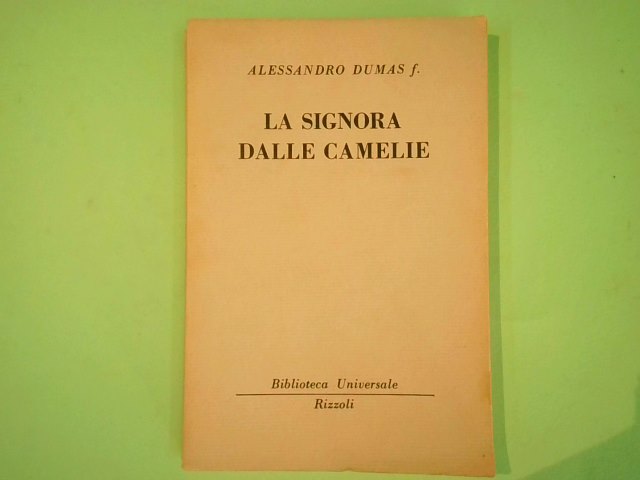 ALESSANDRO DUMAS f.
LA SIGNORA
DALLE CAMELIE
Biblioteca Universale
Rizzoli